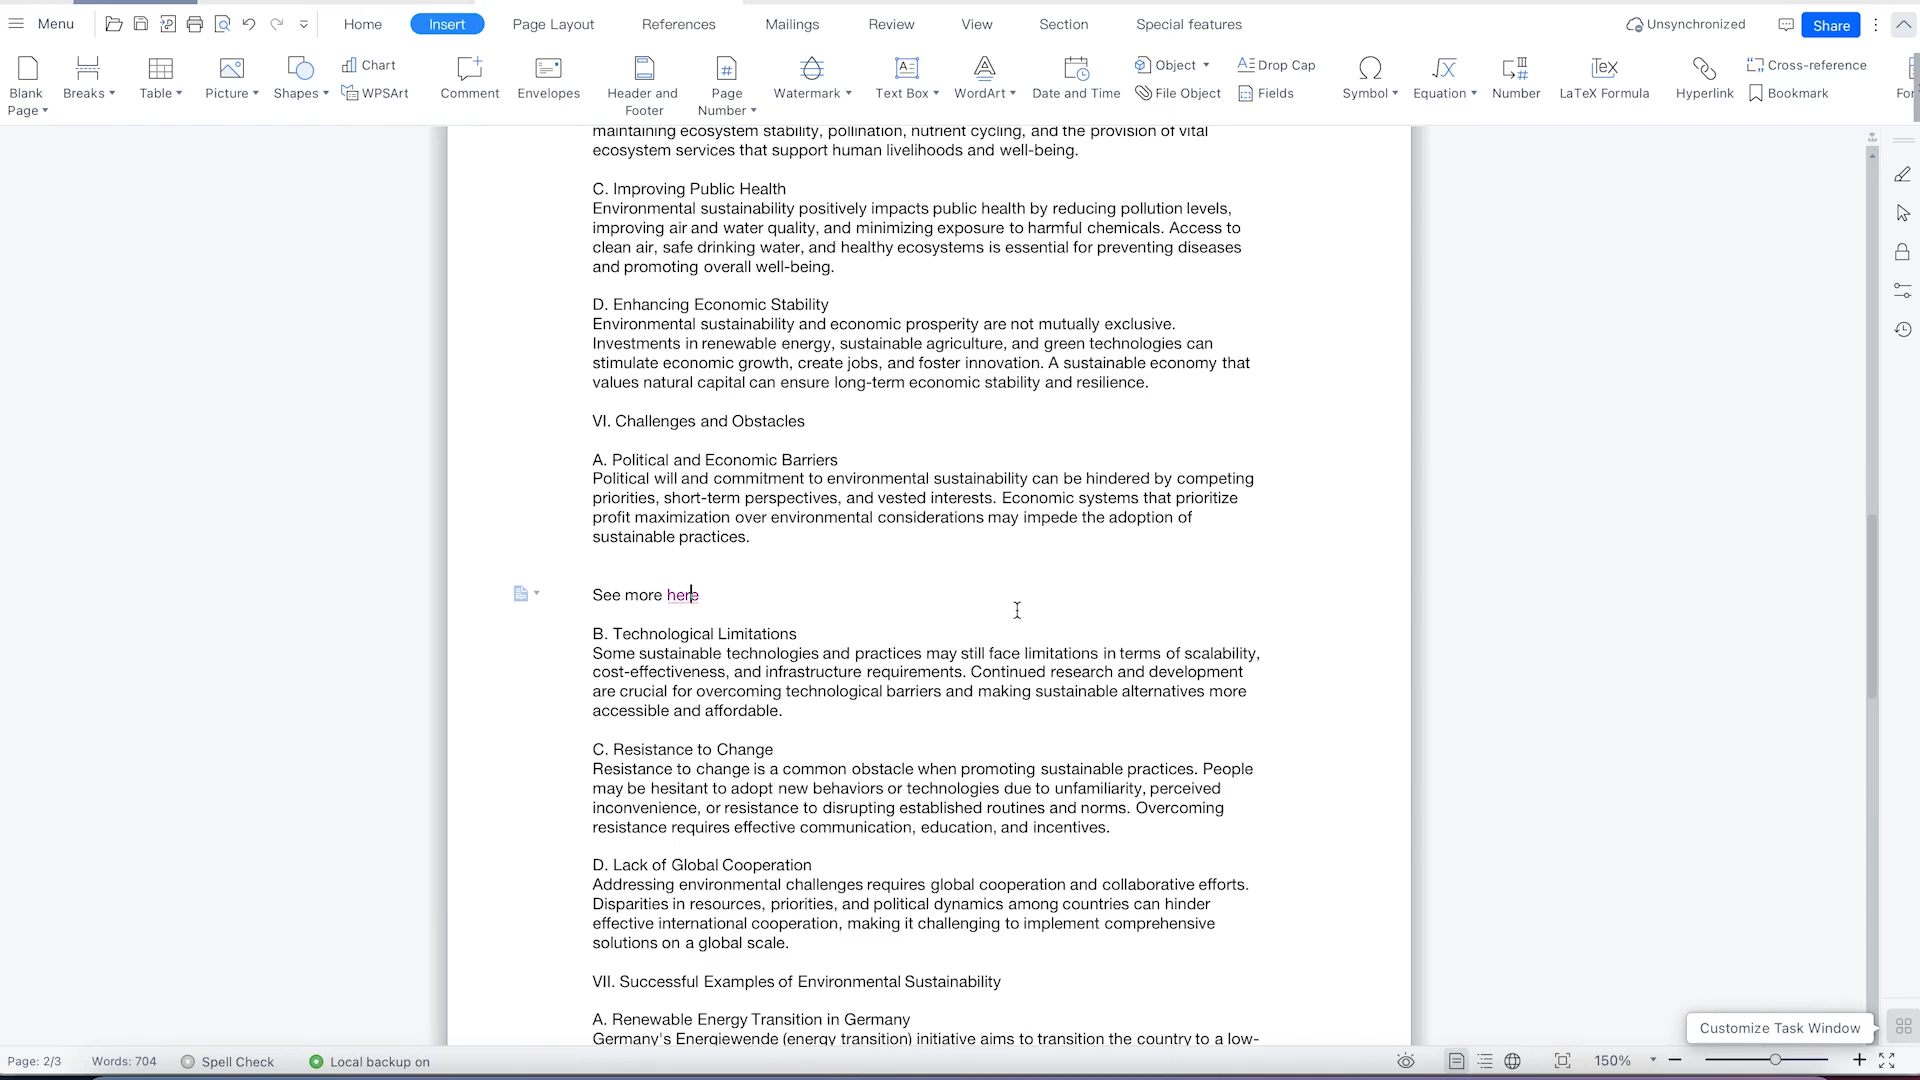 Menu
Home
Insert
Page Layout
References
Mailings
Review
View
Section
Special features
Unsynchronized
Share
Blank Page
Breaks
Table
Picture
Shapes
Chart
WPSArt
Comment
Envelopes
Header and Footer
Page Number
Watermark
Text Box
WordArt
Date and Time
Object
File Object
Drop Cap
Fields
Symbol
Equation
Number
LaTeX Formula
Hyperlink
Cross-reference
Bookmark
maintaining ecosystem stability, pollination, nutrient cycling, and the provision of vital
ecosystem services that support human livelihoods and well-being.
C. Improving Public Health
Environmental sustainability positively impacts public health by reducing pollution levels,
improving air and water quality, and minimizing exposure to harmful chemicals. Access to
clean air, safe drinking water, and healthy ecosystems is essential for preventing diseases
and promoting overall well-being.
D. Enhancing Economic Stability
Environmental sustainability and economic prosperity are not mutually exclusive.
Investments in renewable energy, sustainable agriculture, and green technologies can
stimulate economic growth, create jobs, and foster innovation. A sustainable economy that
values natural capital can ensure long-term economic stability and resilience.
VI. Challenges and Obstacles
A. Political and Economic Barriers
Political will and commitment to environmental sustainability can be hindered by competing
priorities, short-term perspectives, and vested interests. Economic systems that prioritize
profit maximization over environmental considerations may impede the adoption of
sustainable practices.
See more here
B. Technological Limitations
Some sustainable technologies and practices may still face limitations in terms of scalability,
cost-effectiveness, and infrastructure requirements. Continued research and development
are crucial for overcoming technological barriers and making sustainable alternatives more
accessible and affordable.
C. Resistance to Change
Resistance to change is a common obstacle when promoting sustainable practices. People
may be hesitant to adopt new behaviors or technologies due to unfamiliarity, perceived
inconvenience, or resistance to disrupting established routines and norms. Overcoming
resistance requires effective communication, education, and incentives.
D. Lack of Global Cooperation
Addressing environmental challenges requires global cooperation and collaborative efforts.
Disparities in resources, priorities, and political dynamics among countries can hinder
effective international cooperation, making it challenging to implement comprehensive
solutions on a global scale.
VII. Successful Examples of Environmental Sustainability
A. Renewable Energy Transition in Germany
Germany's Energiewende (energy transition) initiative aims to transition the country to a low-
Customize Task Window
Page: 2/3
Words: 704
Spell Check
Local backup on
150%